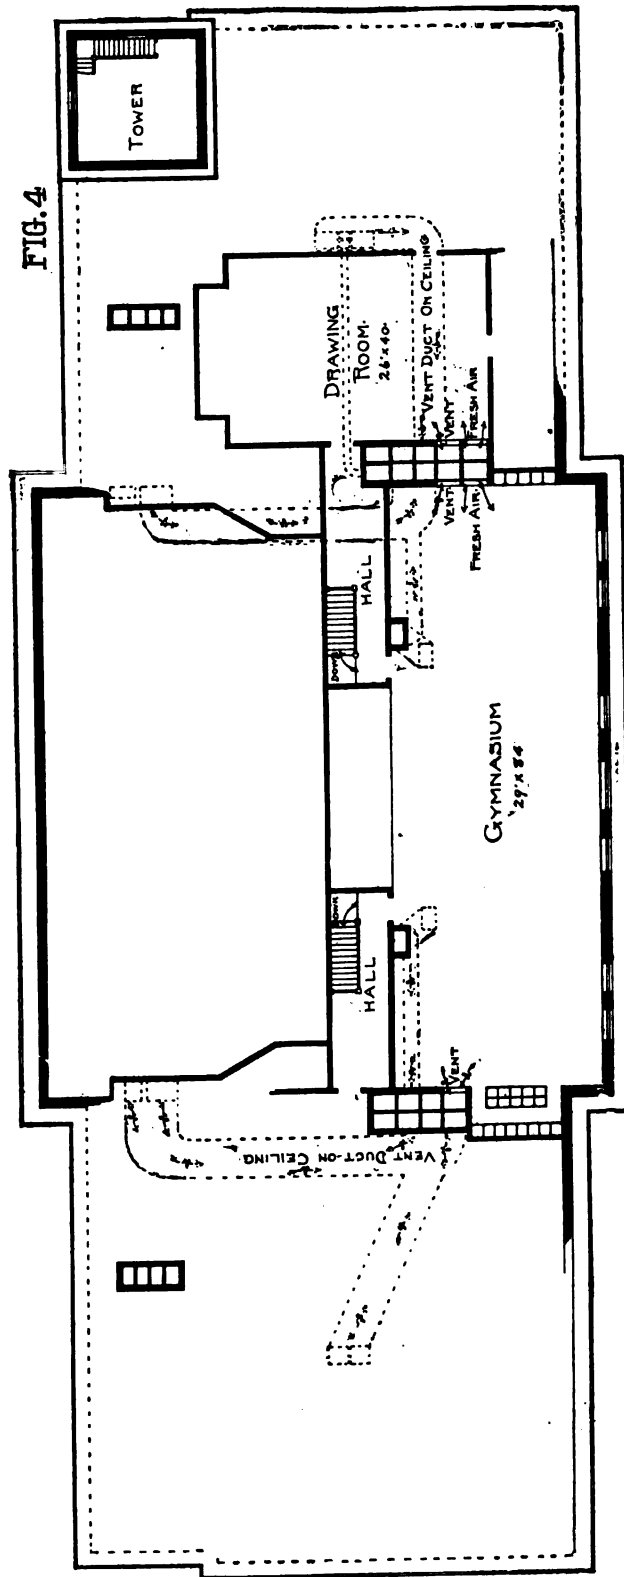 FIG. 4
TOWER
DRAWING
ROOM.
26'X40'
VENT DUCT ON CEILING
VENT
FRESH AIR
VENT
FRESH AIR
HALL
DOWN
GYMNASIUM
29'X84'
DOWN
HALL
VENT
VENT DUCT-ON CEILING